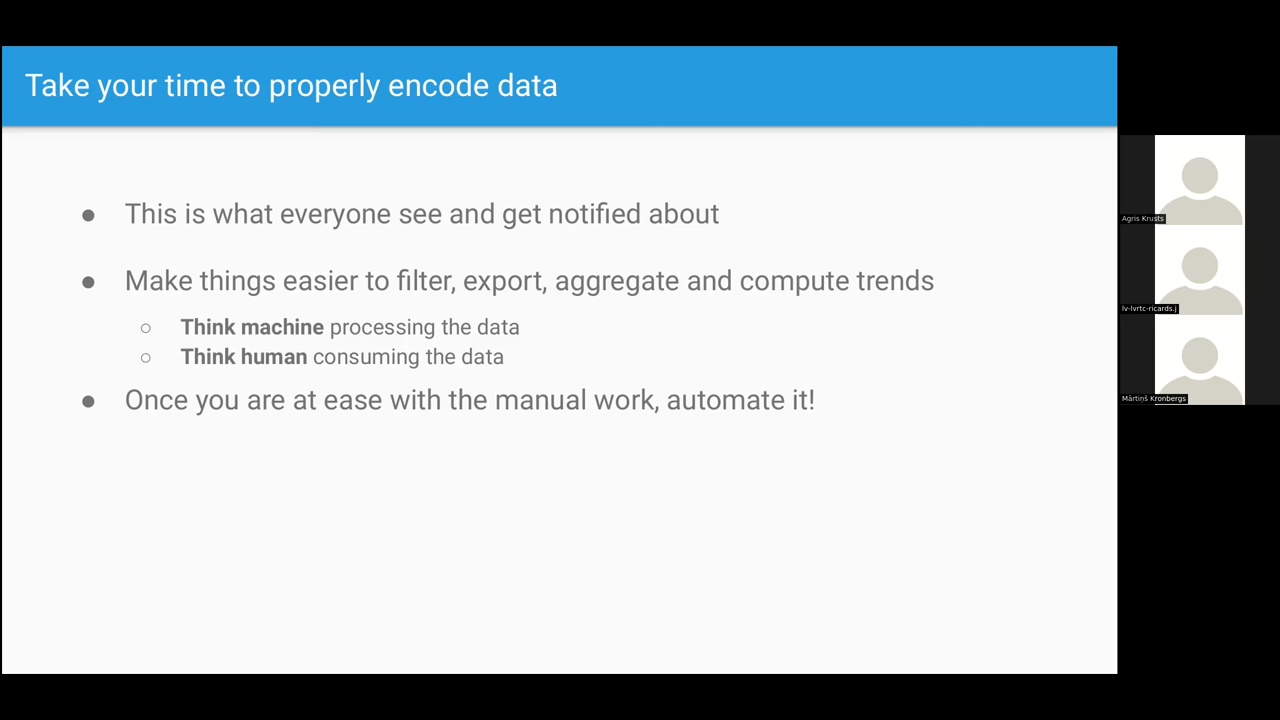 Take your time to properly encode data
● This is what everyone see and get notified about
● Make things easier to filter, export, aggregate and compute trends
○ Think machine processing the data
○ Think human consuming the data
● Once you are at ease with the manual work, automate it!
Agris Krusts
lv-lvrtc-ricards.j
Mārtiņš Kronbergs